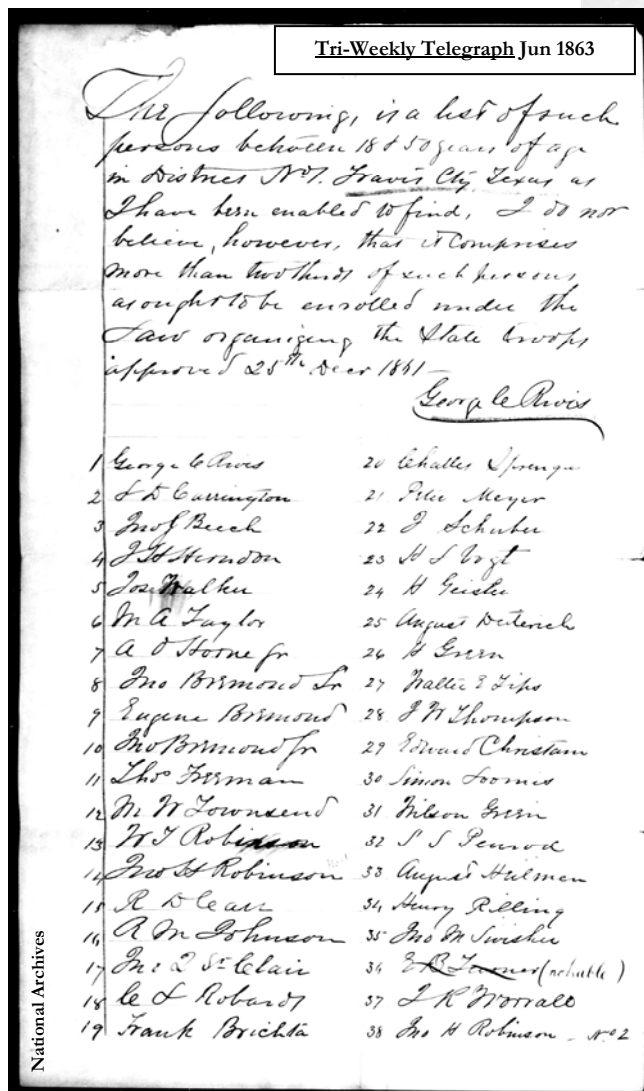 Tri-Weekly Telegraph Jun 1863
The following, is a list of such
persons between 18 & 50 years of age
in District No 1. Travis Cty Texas as
I have been enabled to find, I do not
believe, however, that it comprises
more than two thirds of such persons
as ought to be enrolled under the
Law organizing the State troops
approved 25th Decr 1861 —
George C Rives
1 George C Rives
2 L D Carrington
3 Jno G Beech
4 J H Herndon
5 Jos Walker
6 M A Taylor
7 A O Horne Jr
8 Jno Bremond Sr
9 Eugene Bremond
10 Jno Bremond Jr
11 Thos Freeman
12 M W Townsend
13 W T Robinson
14 Jno H Robinson
15 R D Carr
16 R M Johnson
17 Jno Q St Clair
18 C L Robards
19 Frank Brichta
20 Challes
21 Peter Meyer
22 J Schuber
23 H S Vogt
24 H Geisler
25 August Deiterich
26 H Green
27 Walter E Tips
28 J W Thompson
29 Edward Christian
30 Simon Loomis
31 Wilson Green
32 S S Penrod
33 August Heilman
34 Henry Rilling
35 Jno M Swisher
36 E B Turner (not liable)
37 J R Worrall
38 Jno H Robinson - No 2
National Archives